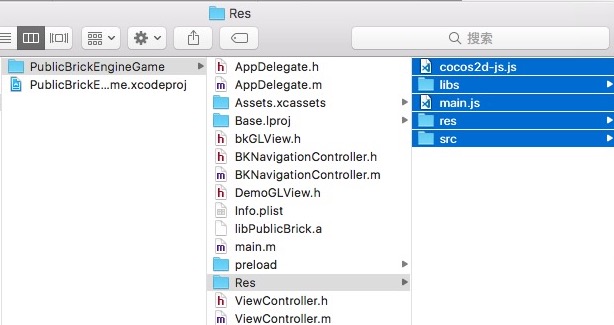 Res
搜索
PublicBrickEngineGame
PublicBrickE...me.xcodeproj
AppDelegate.h
AppDelegate.m
Assets.xcassets
Base.lproj
bkGLView.h
BKNavigationController.h
BKNavigationController.m
DemoGLView.h
Info.plist
libPublicBrick.a
main.m
preload
Res
ViewController.h
ViewController.m
cocos2d-js.js
libs
main.js
res
src